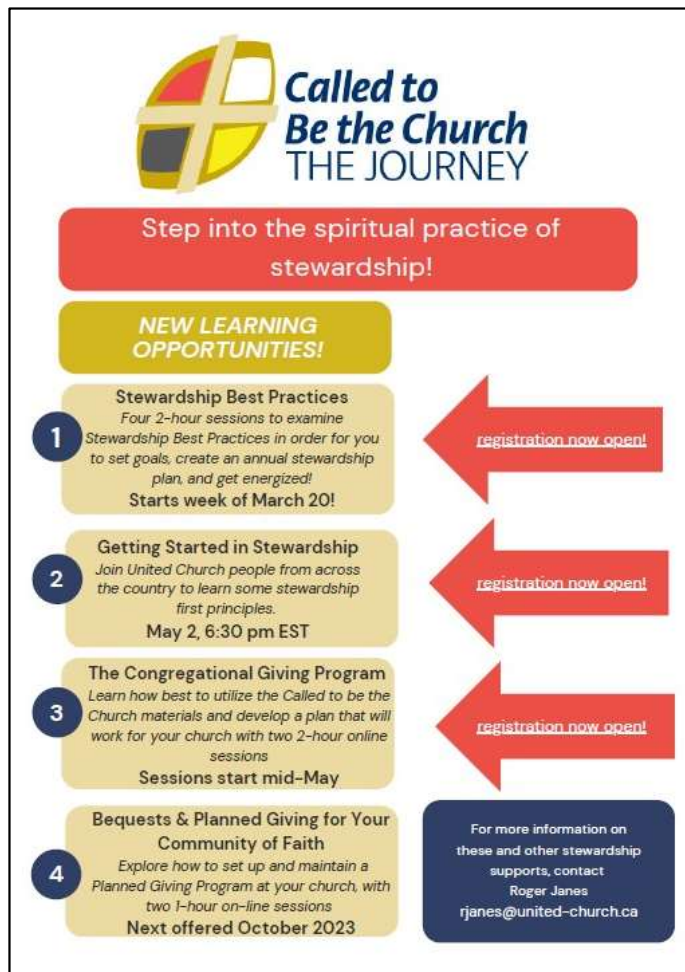 Called to
Be the Church
THE JOURNEY
Step into the spiritual practice of
stewardship!
NEW LEARNING
OPPORTUNITIES!
1
Stewardship Best Practices
Four 2-hour sessions to examine
Stewardship Best Practices in order for you
to set goals, create an annual stewardship
plan, and get energized!
Starts week of March 20!
registration now open!
2
Getting Started in Stewardship
Join United Church people from across
the country to learn some stewardship
first principles.
May 2, 6:30 pm EST
registration now open!
3
The Congregational Giving Program
Learn how best to utilize the Called to be the
Church materials and develop a plan that will
work for your church with two 2-hour online
sessions
Sessions start mid-May
registration now open!
4
Bequests & Planned Giving for Your
Community of Faith
Explore how to set up and maintain a
Planned Giving Program at your church, with
two 1-hour on-line sessions
Next offered October 2023
For more information on
these and other stewardship
supports, contact
Roger Janes
rjanes@united-church.ca